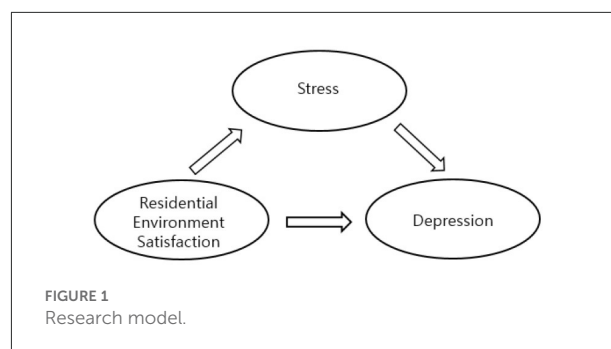 Stress
Residential
Environment
Satisfaction
Depression
FIGURE 1
Research model.